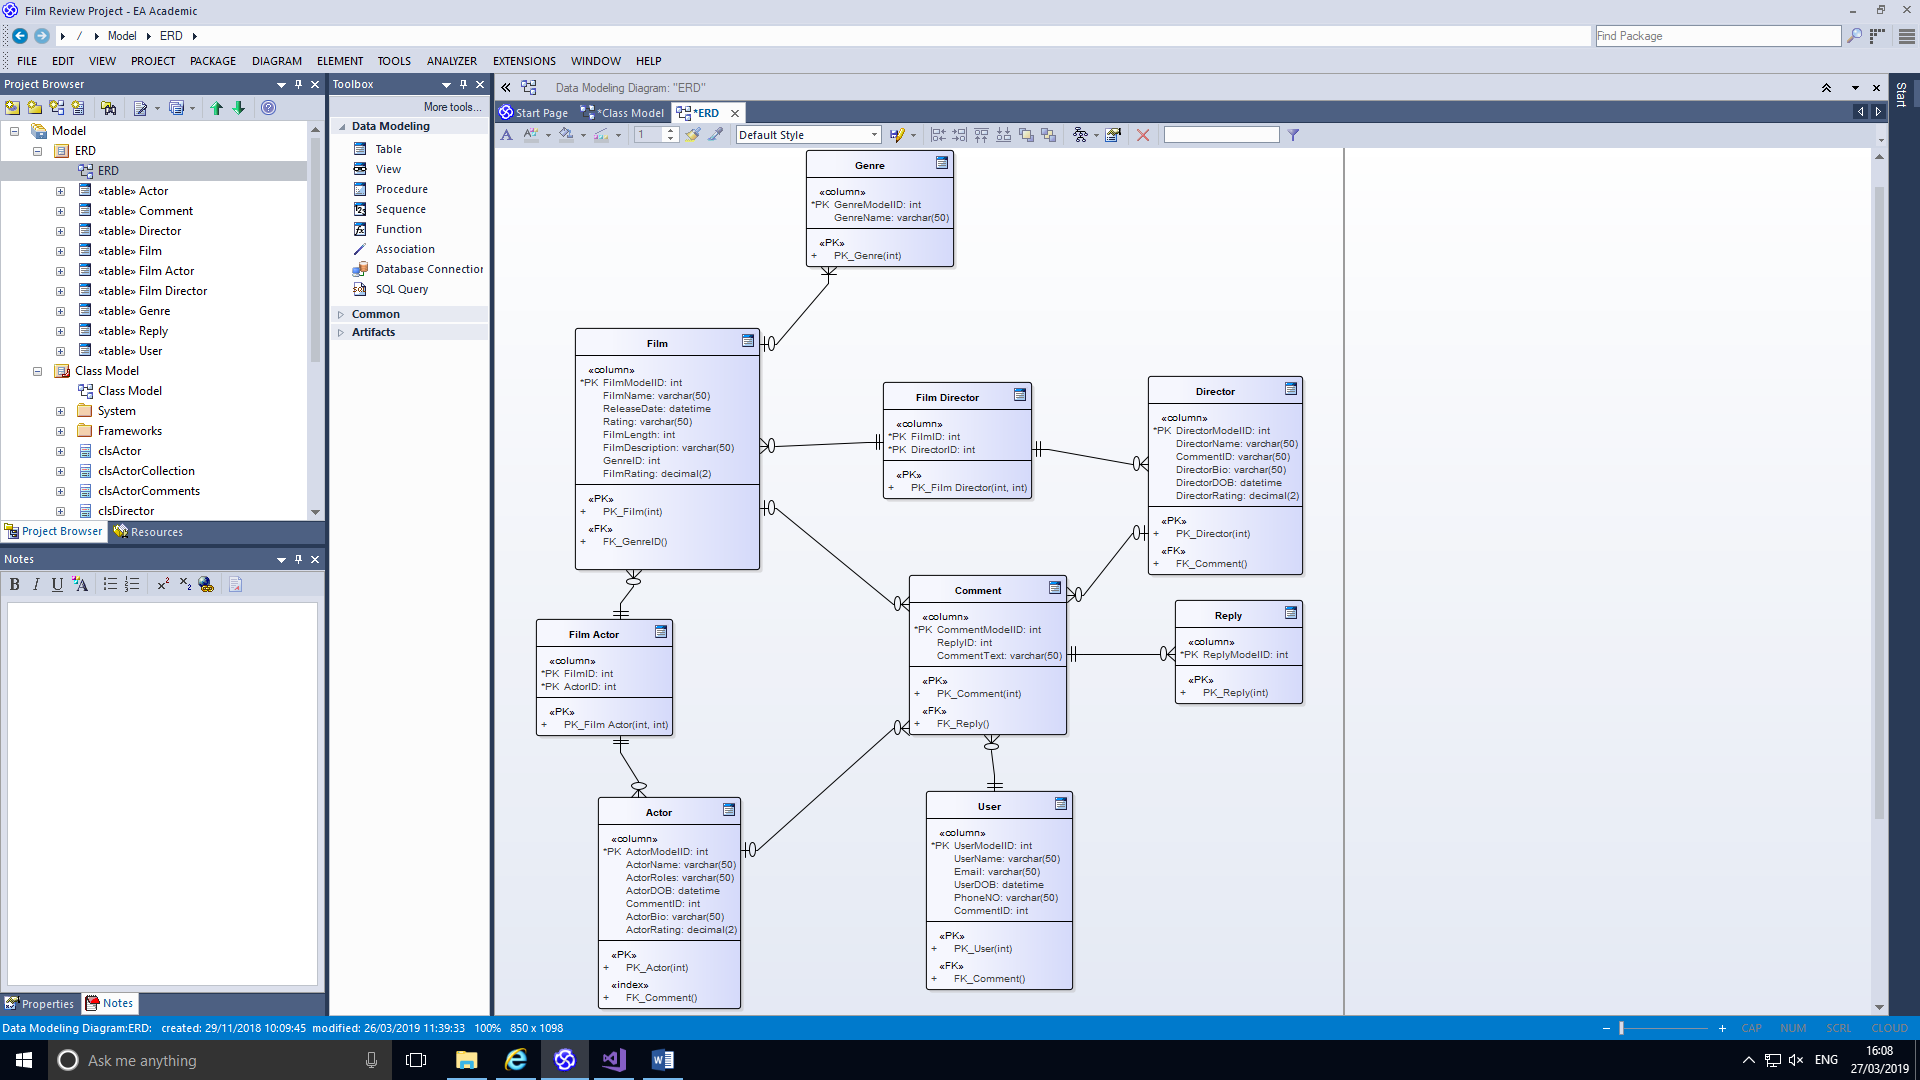 Film Review Project - EA Academic
/ Model ERD
Find Package
FILE EDIT VIEW PROJECT PACKAGE DIAGRAM ELEMENT TOOLS ANALYZER EXTENSIONS WINDOW HELP
Project Browser
Model
ERD
ERD
«table» Actor
«table» Comment
«table» Director
«table» Film
«table» Film Actor
«table» Film Director
«table» Genre
«table» Reply
«table» User
Class Model
Class Model
System
Frameworks
clsActor
clsActorCollection
clsActorComments
clsDirector
Project Browser Resources
Notes
B I U
Properties Notes
Toolbox
More tools...
Data Modeling
Table
View
Procedure
Sequence
Function
Association
Database Connection
SQL Query
Common
Artifacts
Data Modeling Diagram: "ERD"
Start Page *Class Model *ERD
1 Default Style
Start
Genre
«column»
*PK GenreModelID: int
GenreName: varchar(50)
«PK»
+ PK_Genre(int)
Film
«column»
*PK FilmModelID: int
FilmName: varchar(50)
ReleaseDate: datetime
Rating: varchar(50)
FilmLength: int
FilmDescription: varchar(50)
GenreID: int
FilmRating: decimal(2)
«PK»
+ PK_Film(int)
«FK»
+ FK_GenreID()
Film Director
«column»
*PK FilmID: int
*PK DirectorID: int
«PK»
+ PK_Film Director(int, int)
Director
«column»
*PK DirectorModelID: int
DirectorName: varchar(50)
CommentID: varchar(50)
DirectorBio: varchar(50)
DirectorDOB: datetime
DirectorRating: decimal(2)
«PK»
+ PK_Director(int)
«FK»
+ FK_Comment()
Comment
«column»
*PK CommentModelID: int
ReplyID: int
CommentText: varchar(50)
«PK»
+ PK_Comment(int)
«FK»
+ FK_Reply()
Reply
«column»
*PK ReplyModelID: int
«PK»
+ PK_Reply(int)
Film Actor
«column»
*PK FilmID: int
*PK ActorID: int
«PK»
+ PK_Film Actor(int, int)
Actor
«column»
*PK ActorModelID: int
ActorName: varchar(50)
ActorRoles: varchar(50)
ActorDOB: datetime
CommentID: int
ActorBio: varchar(50)
ActorRating: decimal(2)
«PK»
+ PK_Actor(int)
«index»
+ FK_Comment()
User
«column»
*PK UserModelID: int
UserName: varchar(50)
Email: varchar(50)
UserDOB: datetime
PhoneNO: varchar(50)
CommentID: int
«PK»
+ PK_User(int)
«FK»
+ FK_Comment()
Data Modeling Diagram:ERD: created: 29/11/2018 10:09:45 modified: 26/03/2019 11:39:33 100% 850 x 1098
CAP NUM SCRL CLOUD
Ask me anything
ENG
16:08
27/03/2019